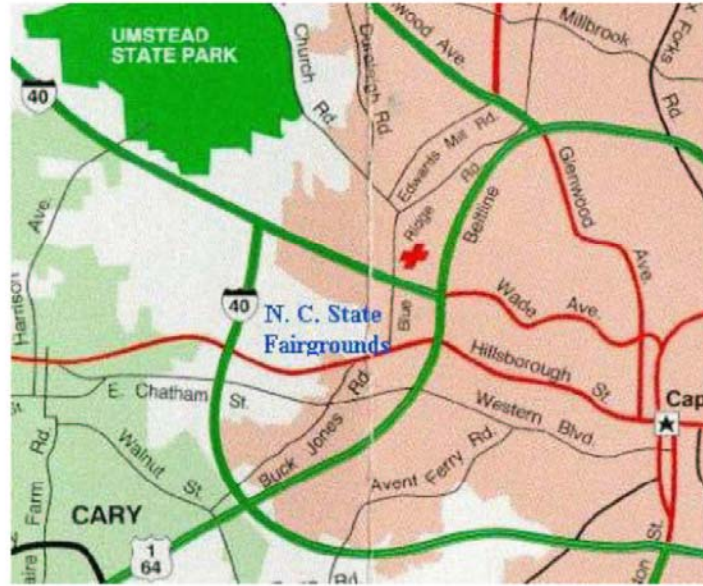 UMSTEAD
STATE PARK
Church
Rd.
Duraleigh Rd.
wood Ave.
Millbrook
Forks
Rd.
40
Edwards Mill Rd.
Ridge
Rd.
Beltline
Glenwood
Ave.
Harrison
Ave.
40
N. C. State
Fairgrounds
Blue
Wade
Ave.
Hillsborough
St.
E. Chatham
St.
Western
Blvd.
Cap
Walnut
St.
Buck Jones
Rd
Avent Ferry
Rd.
CARY
Farm
Rd
1
64
Rd
St.